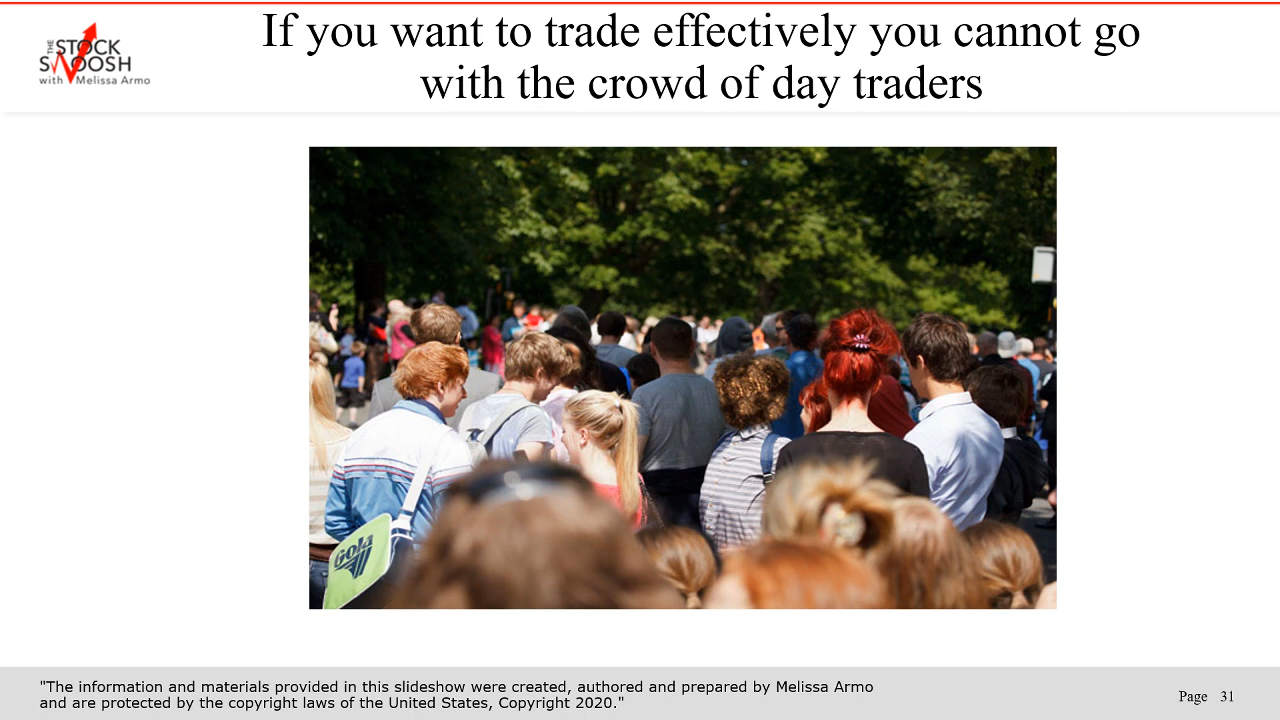 THE
STOCK
SWOOSH
with Melissa Armo
If you want to trade effectively you cannot go
with the crowd of day traders
Gola
"The information and materials provided in this slideshow were created, authored and prepared by Melissa Armo
and are protected by the copyright laws of the United States, Copyright 2020."
Page 31